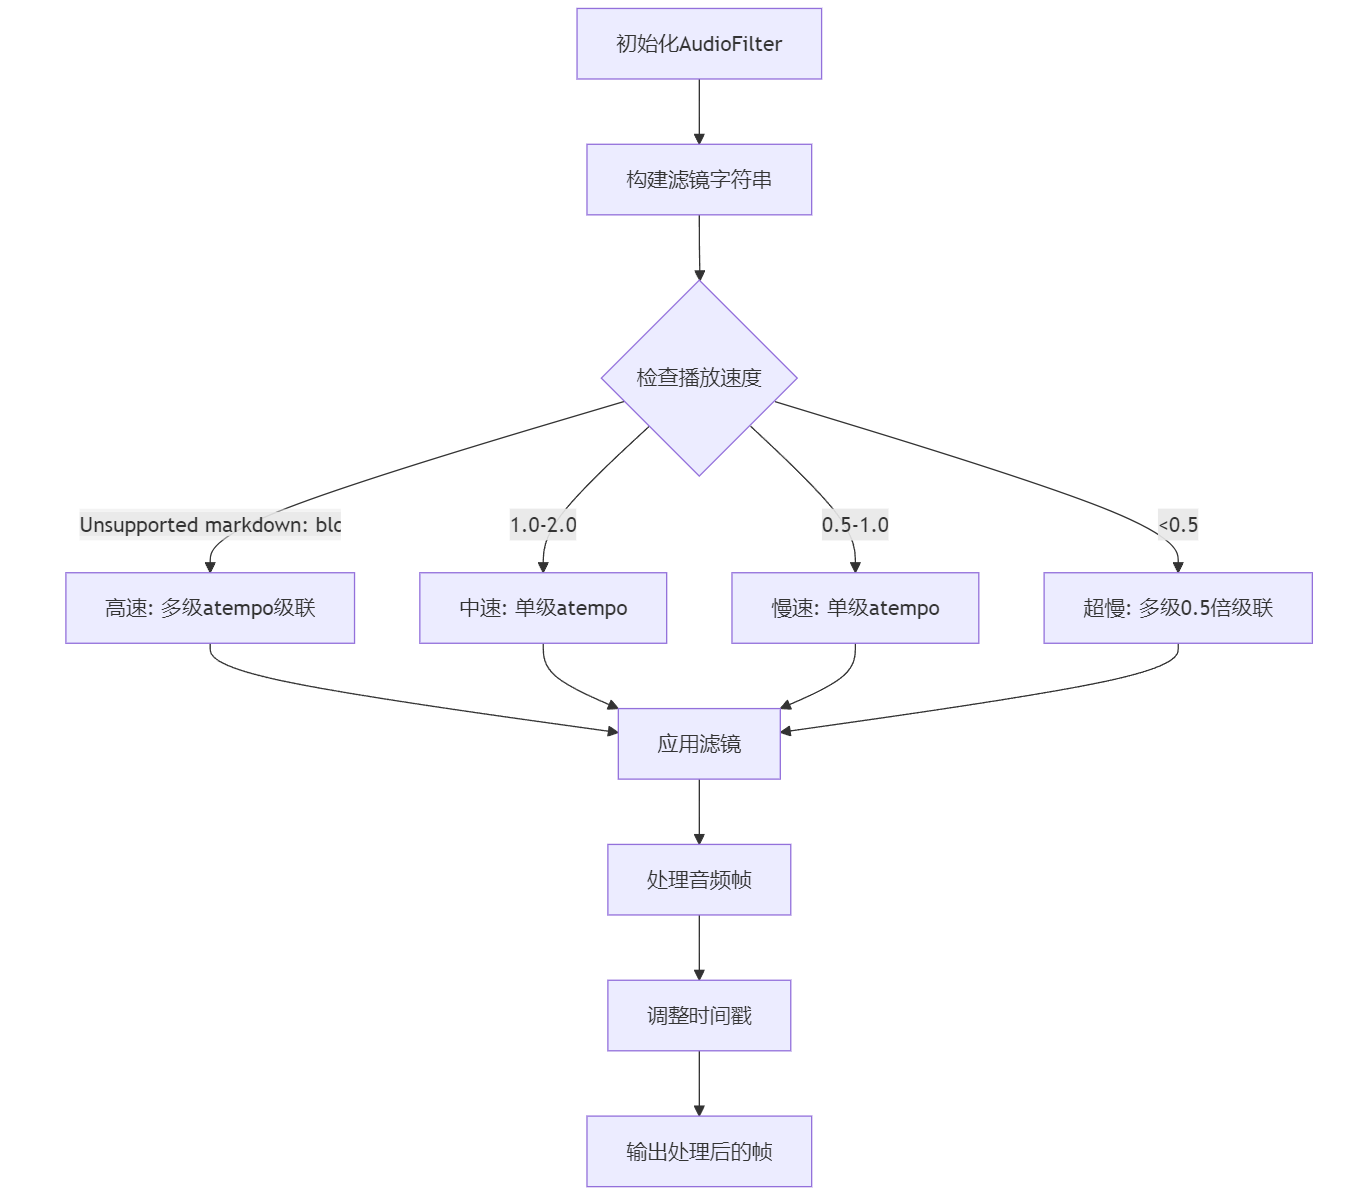 初始化AudioFilter
构建滤镜字符串
检查播放速度
Unsupported markdown: blc
1.0-2.0
0.5-1.0
<0.5
高速: 多级atempo级联
中速: 单级atempo
慢速: 单级atempo
超慢: 多级0.5倍级联
应用滤镜
处理音频帧
调整时间戳
输出处理后的帧